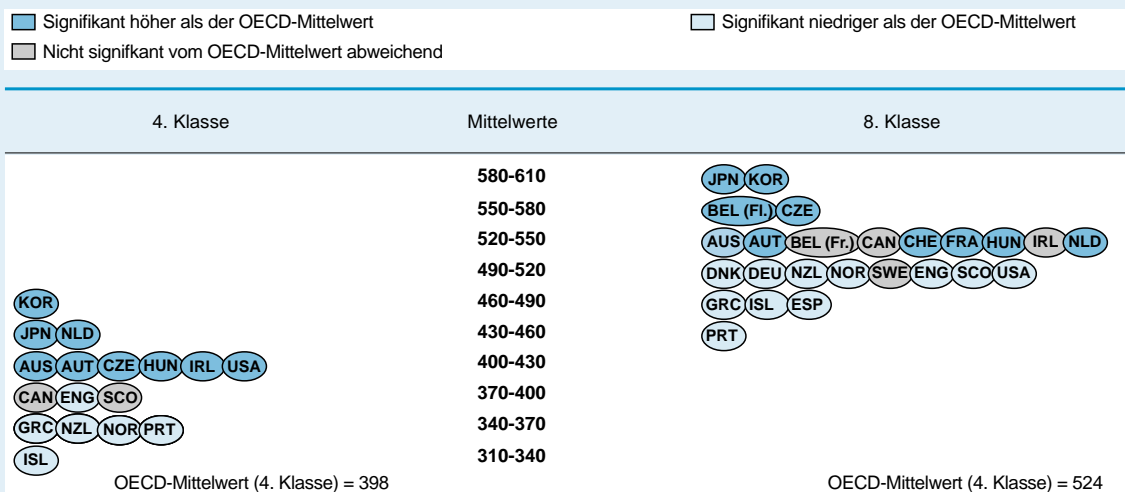 Signifikant höher als der OECD-Mittelwert
Signifikant niedriger als der OECD-Mittelwert
Nicht signifkant vom OECD-Mittelwert abweichend
4. Klasse Mittelwerte 8. Klasse
580-610 JPN KOR
550-580 BEL (Fl.) CZE
520-550 AUS AUT BEL (Fr.) CAN CHE FRA HUN IRL NLD
490-520 DNK DEU NZL NOR SWE ENG SCO USA
KOR 460-490 GRC ISL ESP
JPN NLD 430-460 PRT
AUS AUT CZE HUN IRL USA 400-430
CAN ENG SCO 370-400
GRC NZL NOR PRT 340-370
ISL 310-340
OECD-Mittelwert (4. Klasse) = 398 OECD-Mittelwert (4. Klasse) = 524